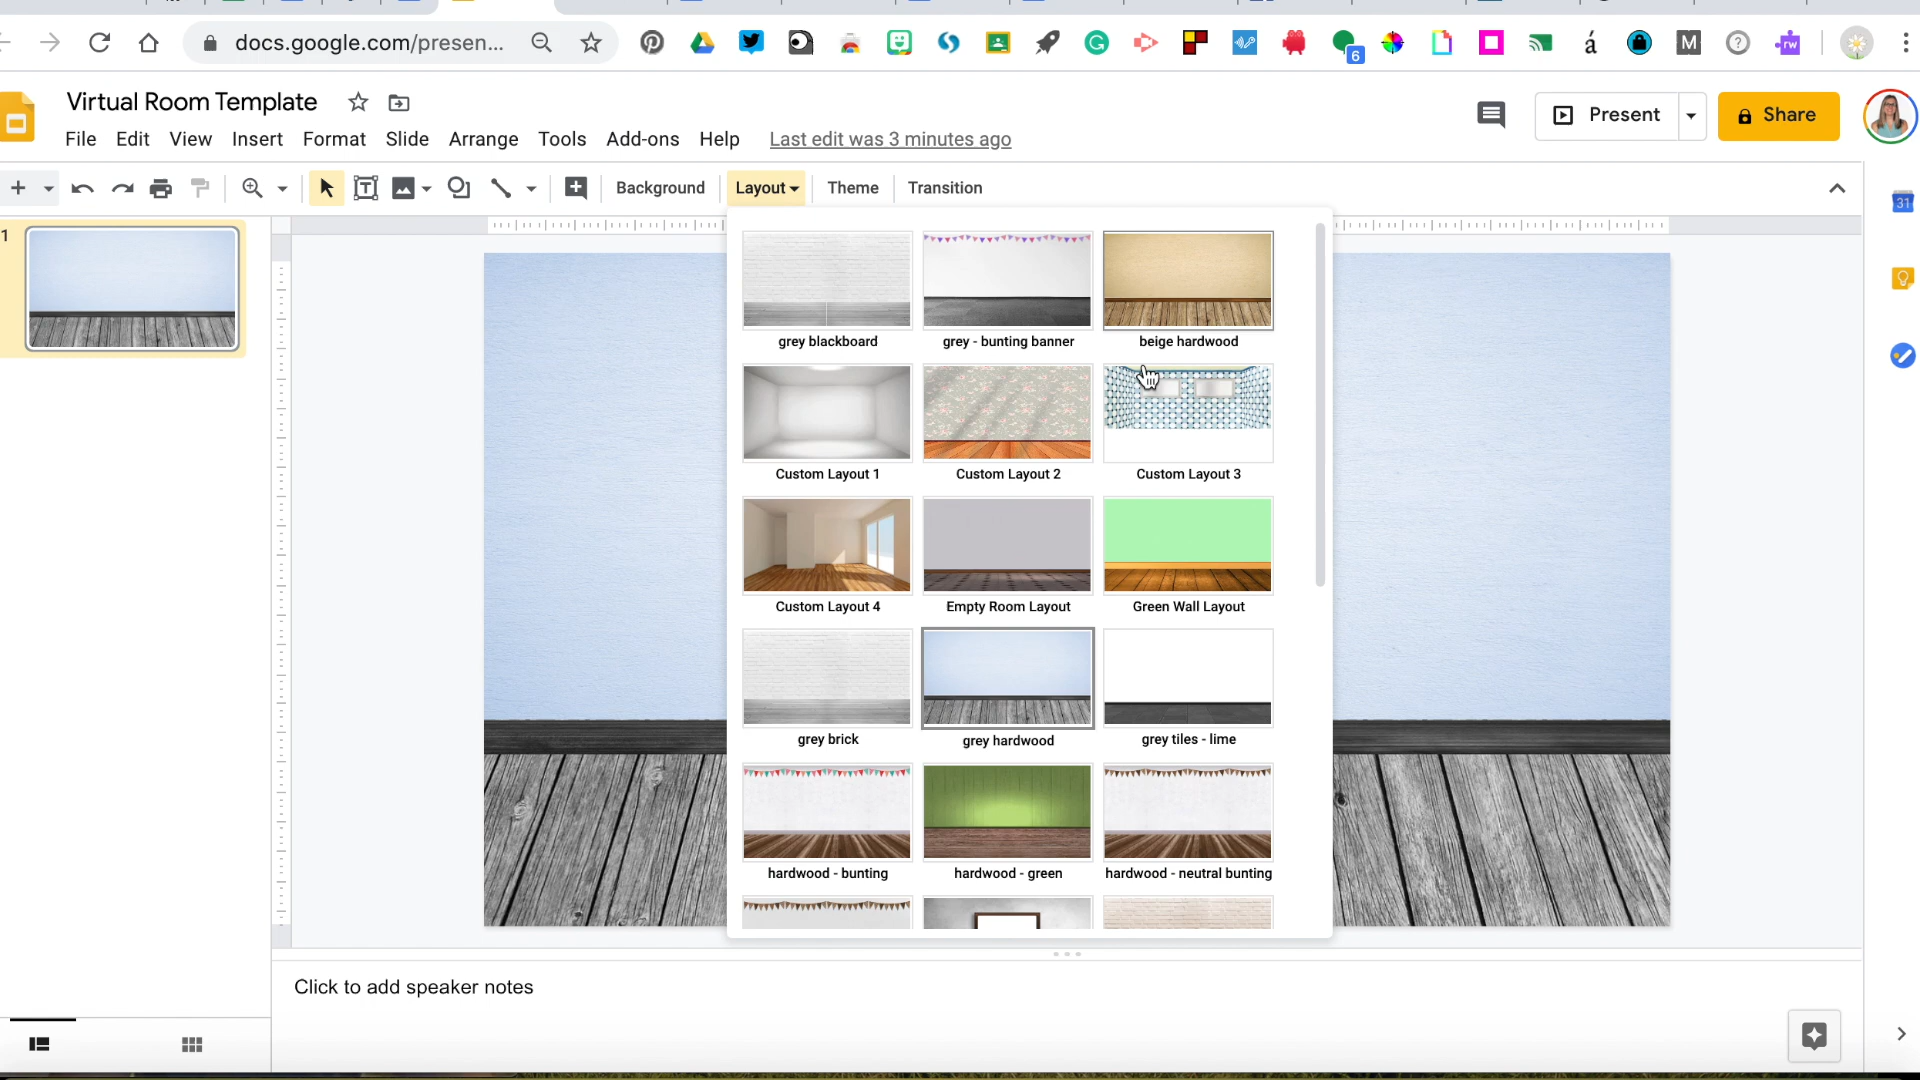 docs.google.com/presen...
6
M
rw
Virtual Room Template
File Edit View Insert Format Slide Arrange Tools Add-ons Help Last edit was 3 minutes ago
Present
Share
Background Layout Theme Transition
31
1
grey blackboard
grey - bunting banner
beige hardwood
Custom Layout 1
Custom Layout 2
Custom Layout 3
Custom Layout 4
Empty Room Layout
Green Wall Layout
grey brick
grey hardwood
grey tiles - lime
hardwood - bunting
hardwood - green
hardwood - neutral bunting
Click to add speaker notes